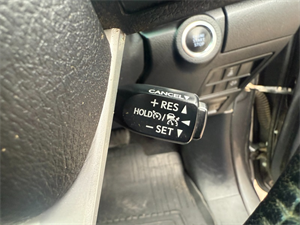 CANCEL
+ RES
HOLD /
− SET